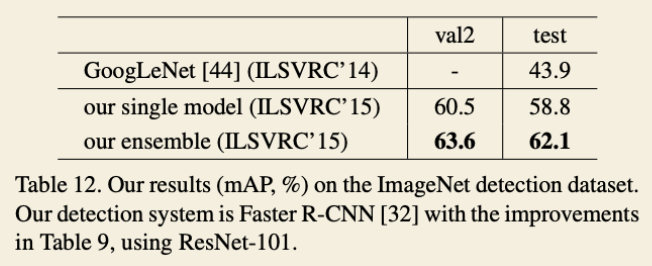 val2 test
GoogLeNet [44] (ILSVRC’14) - 43.9
our single model (ILSVRC’15) 60.5 58.8
our ensemble (ILSVRC’15) 63.6 62.1
Table 12. Our results (mAP, %) on the ImageNet detection dataset.
Our detection system is Faster R-CNN [32] with the improvements
in Table 9, using ResNet-101.